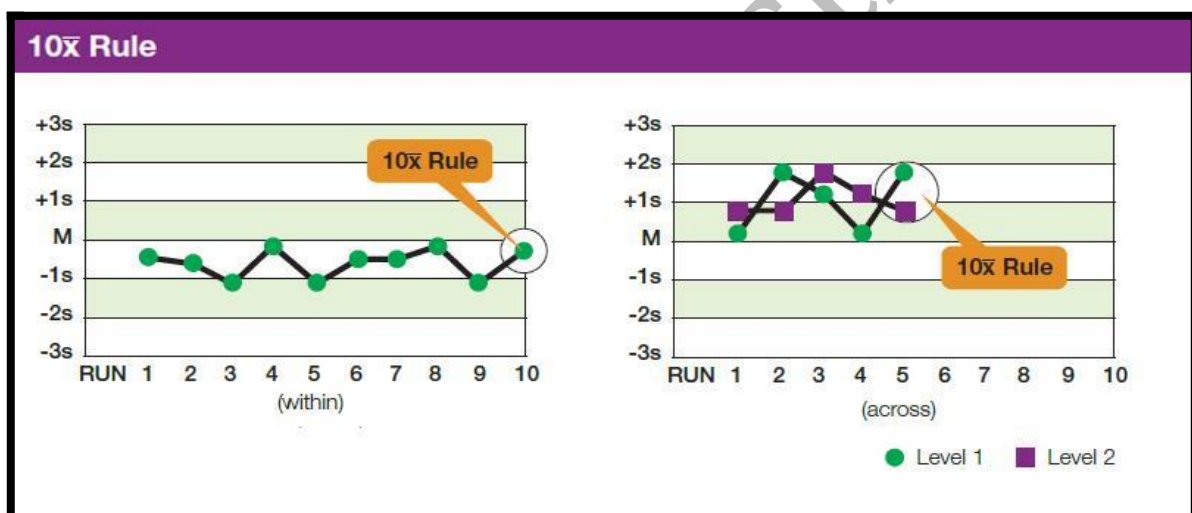 10x̅ Rule
+3s
+2s
+1s
M
-1s
-2s
-3s
10x̅ Rule
RUN 1 2 3 4 5 6 7 8 9 10
(within)
+3s
+2s
+1s
M
-1s
-2s
-3s
10x̅ Rule
RUN 1 2 3 4 5 6 7 8 9 10
(across)
Level 1 Level 2